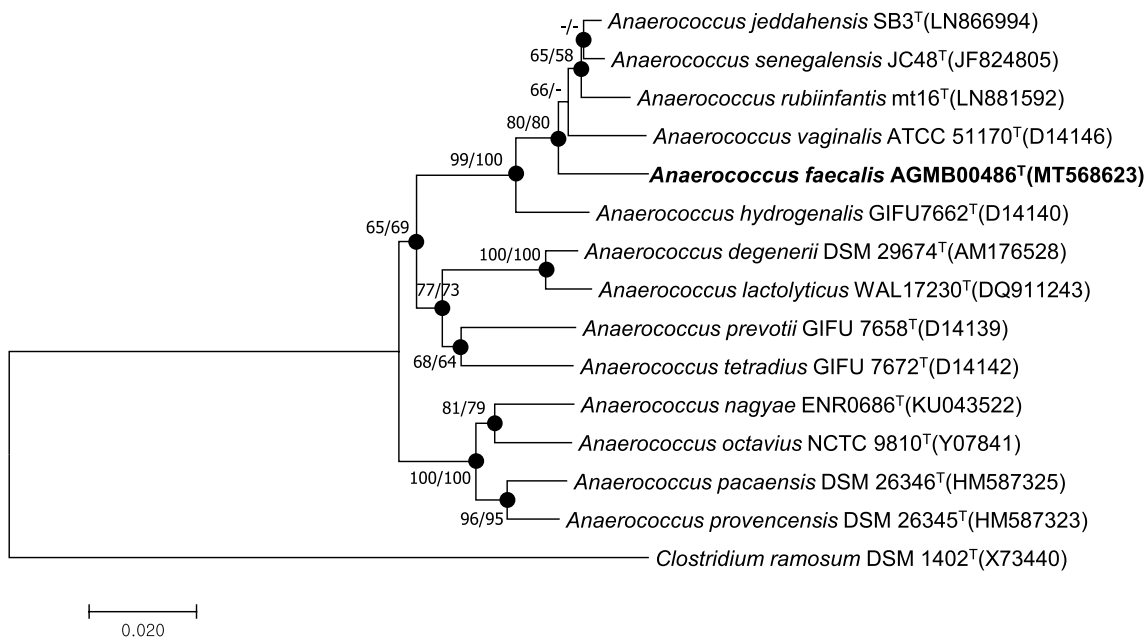 -/-
Anaerococcus jeddahensis SB3ᵀ(LN866994)
65/58
Anaerococcus senegalensis JC48ᵀ(JF824805)
66/-
Anaerococcus rubiinfantis mt16ᵀ(LN881592)
80/80
Anaerococcus vaginalis ATCC 51170ᵀ(D14146)
99/100
Anaerococcus faecalis AGMB00486ᵀ(MT568623)
65/69
Anaerococcus hydrogenalis GIFU7662ᵀ(D14140)
100/100
Anaerococcus degenerii DSM 29674ᵀ(AM176528)
77/73
Anaerococcus lactolyticus WAL17230ᵀ(DQ911243)
Anaerococcus prevotii GIFU 7658ᵀ(D14139)
68/64
Anaerococcus tetradius GIFU 7672ᵀ(D14142)
81/79
Anaerococcus nagyae ENR0686ᵀ(KU043522)
Anaerococcus octavius NCTC 9810ᵀ(Y07841)
100/100
Anaerococcus pacaensis DSM 26346ᵀ(HM587325)
96/95
Anaerococcus provencensis DSM 26345ᵀ(HM587323)
Clostridium ramosum DSM 1402ᵀ(X73440)
0.020